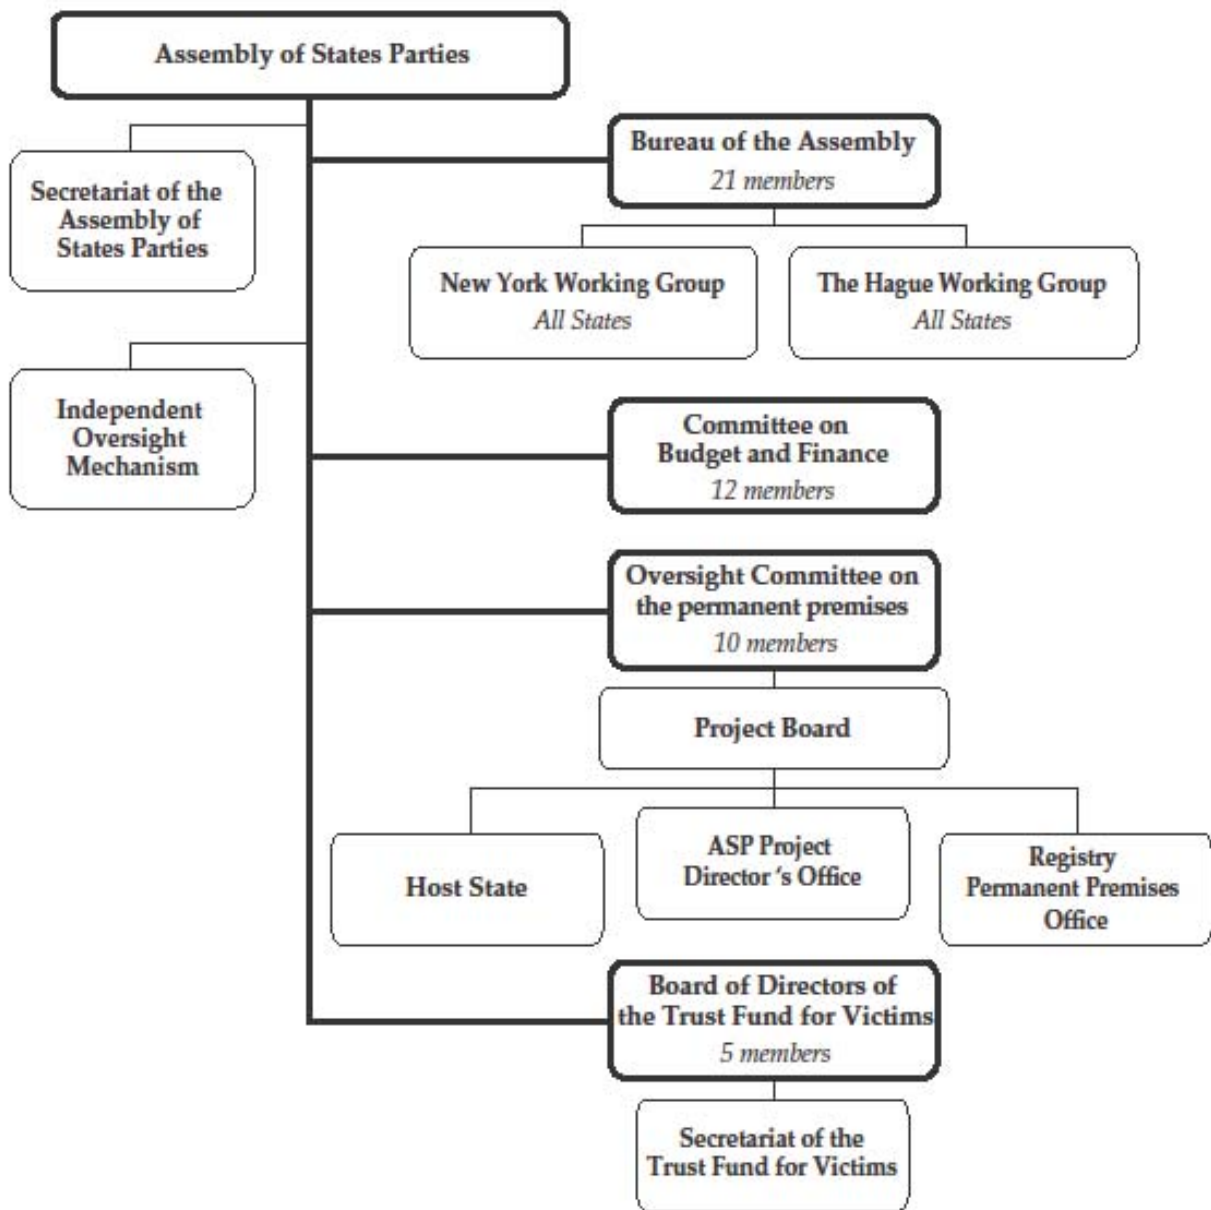 Assembly of States Parties
Bureau of the Assembly
21 members
Secretariat of the
Assembly of
States Parties
New York Working Group
All States
The Hague Working Group
All States
Independent
Oversight
Mechanism
Committee on
Budget and Finance
12 members
Oversight Committee on
the permanent premises
10 members
Project Board
Host State
ASP Project
Director ‘s Office
Registry
Permanent Premises
Office
Board of Directors of
the Trust Fund for Victims
5 members
Secretariat of the
Trust Fund for Victims